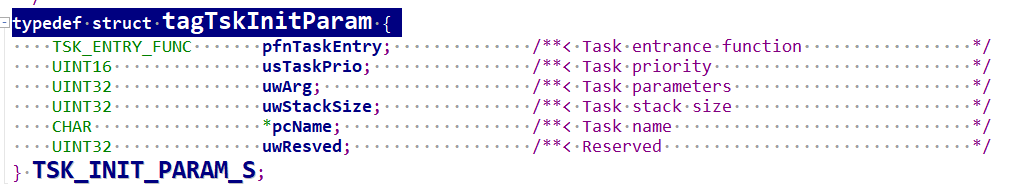 typedef struct tagTskInitParam {
    TSK_ENTRY_FUNC       pfnTaskEntry;              /**< Task entrance function                 */
    UINT16               usTaskPrio;                /**< Task priority                          */
    UINT32               uwArg;                     /**< Task parameters                        */
    UINT32               uwStackSize;               /**< Task stack size                        */
    CHAR                 *pcName;                   /**< Task name                              */
    UINT32               uwResved;                  /**< Reserved                               */
} TSK_INIT_PARAM_S;